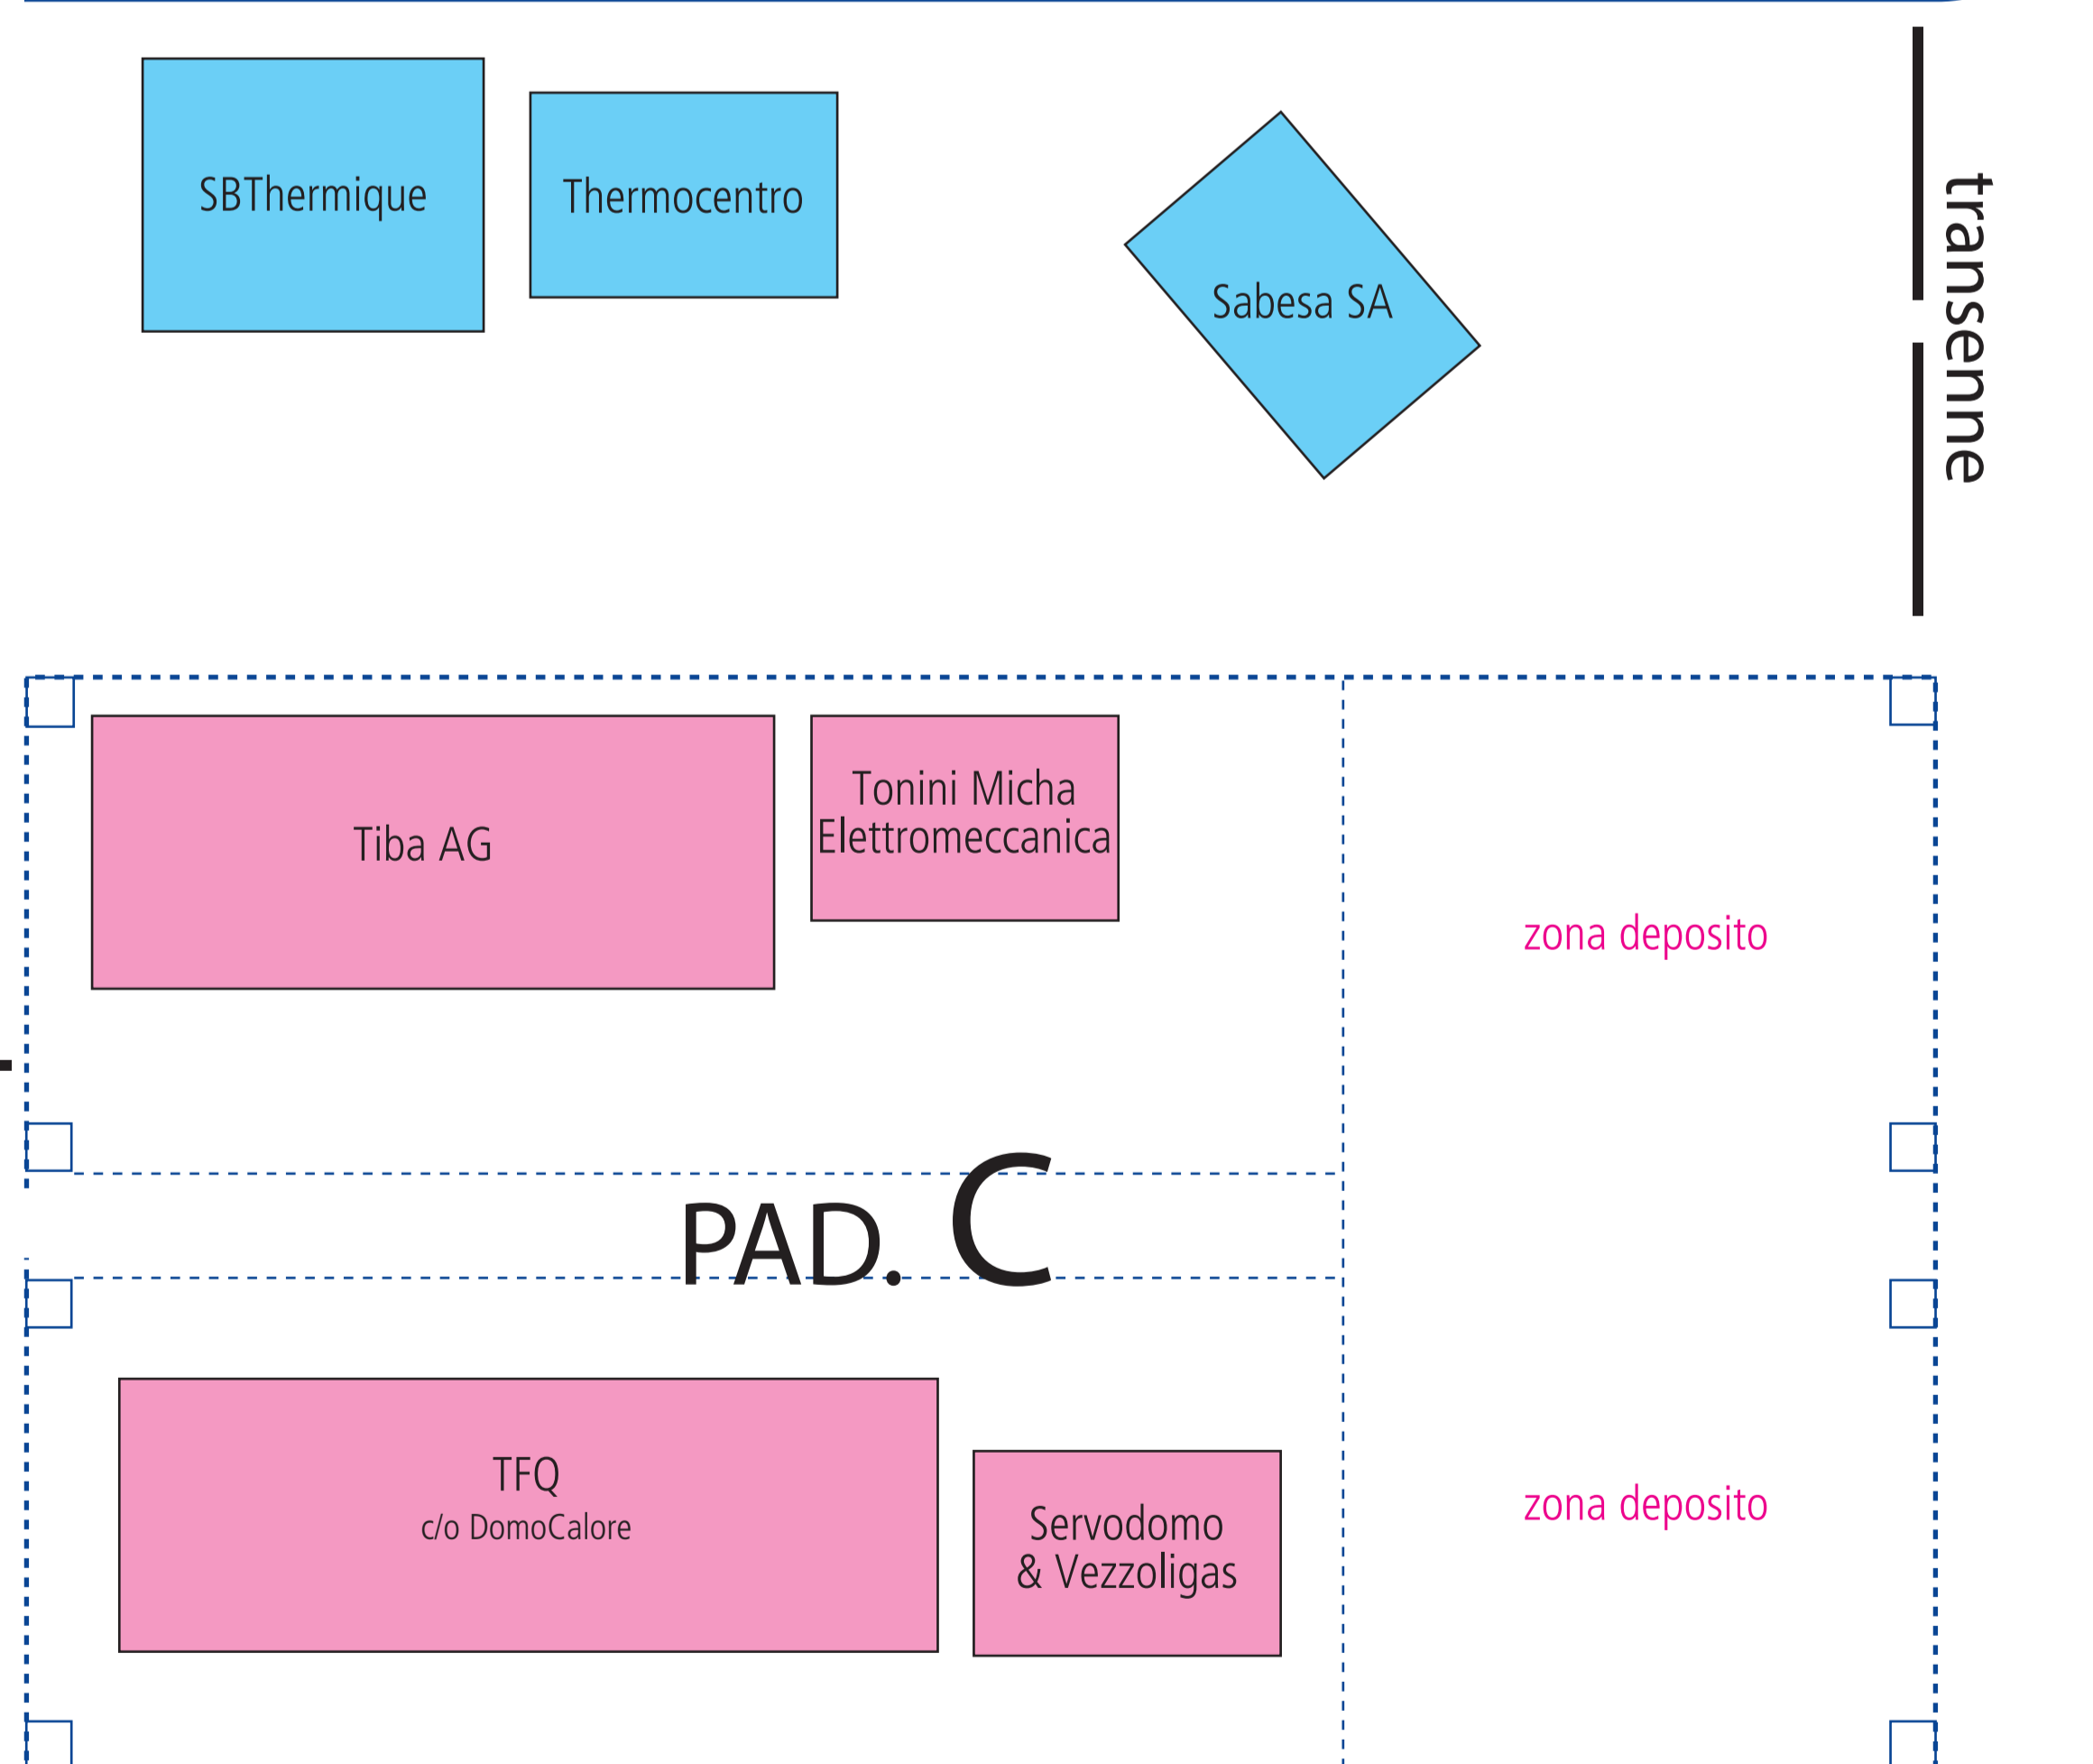 SBThermique
Thermocentro
Sabesa SA
transenne
Tiba AG
Tonini Micha
Elettromeccanica
zona deposito
PAD. C
TFQ
c/o DomoCalore
Servodomo
& Vezzoligas
zona deposito